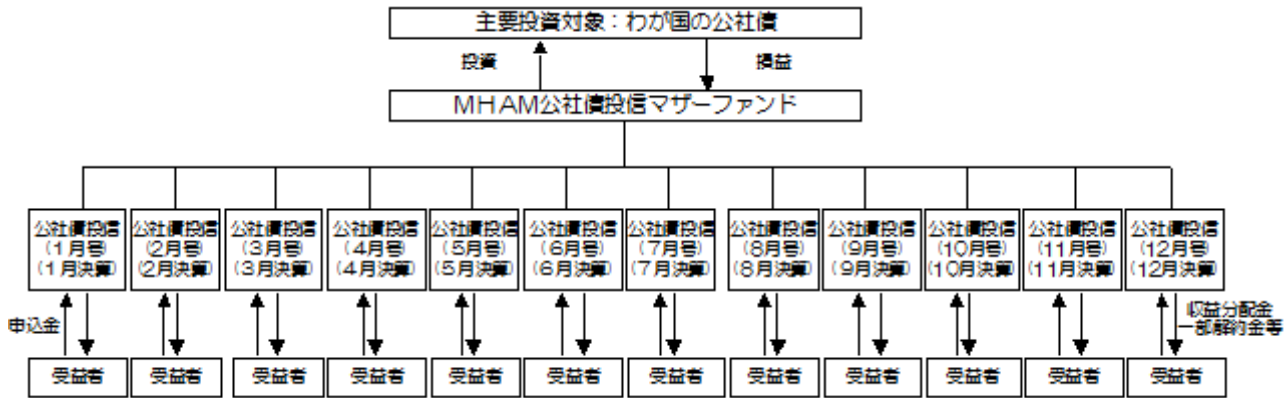 主要投資対象：わが国の公社債
投資
損益
MHAM公社債投信マザーファンド
公社債投信
(1月号)
(1月決算)
公社債投信
(2月号)
(2月決算)
公社債投信
(3月号)
(3月決算)
公社債投信
(4月号)
(4月決算)
公社債投信
(5月号)
(5月決算)
公社債投信
(6月号)
(6月決算)
公社債投信
(7月号)
(7月決算)
公社債投信
(8月号)
(8月決算)
公社債投信
(9月号)
(9月決算)
公社債投信
(10月号)
(10月決算)
公社債投信
(11月号)
(11月決算)
公社債投信
(12月号)
(12月決算)
申込金
収益分配金
一部解約金等
受益者
受益者
受益者
受益者
受益者
受益者
受益者
受益者
受益者
受益者
受益者
受益者